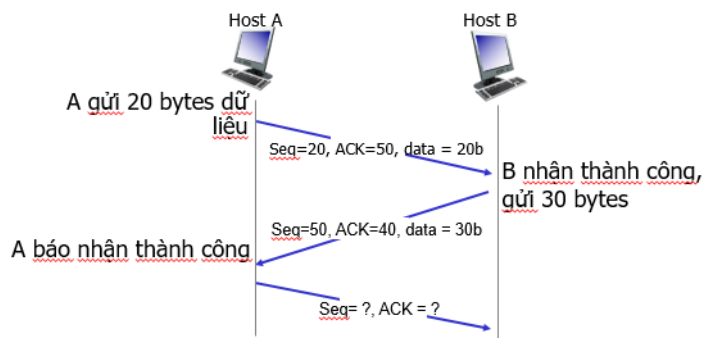 Host A
Host B
A gửi 20 bytes dữ
liệu
Seq=20, ACK=50, data = 20b
B nhận thành công,
gửi 30 bytes
Seq=50, ACK=40, data = 30b
A báo nhận thành công
Seq= ?, ACK = ?